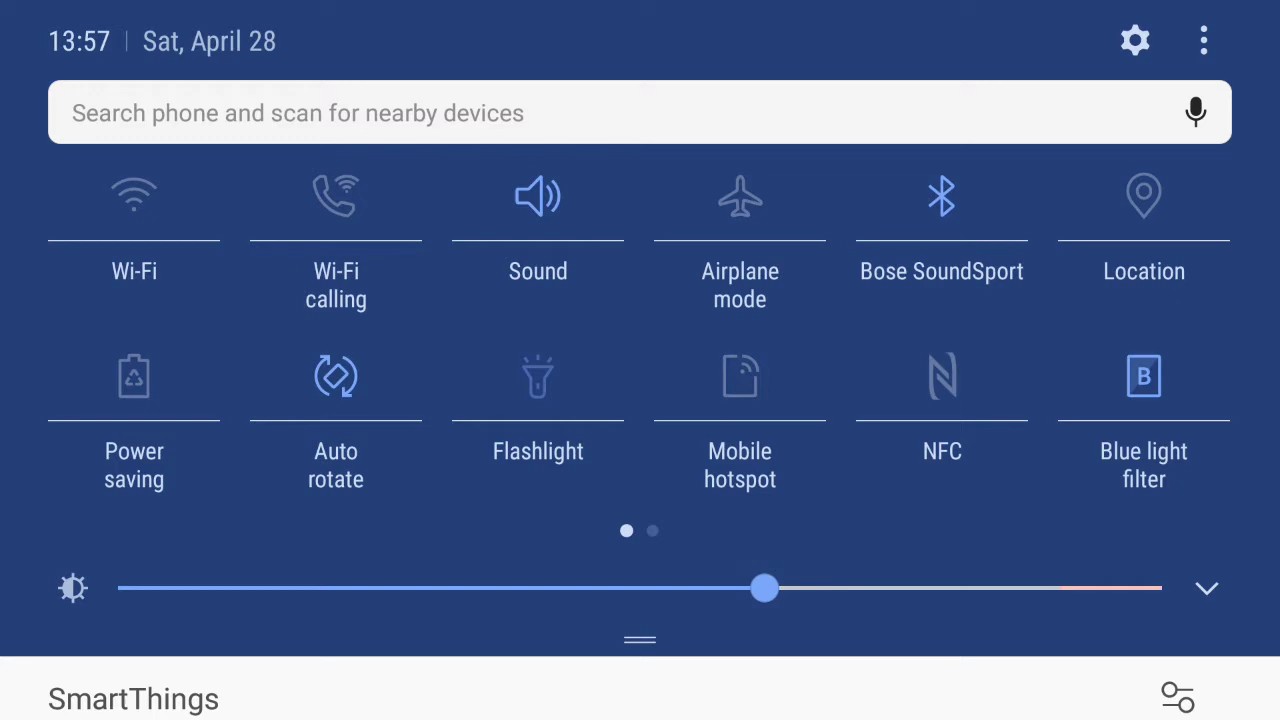 13:57 | Sat, April 28
Search phone and scan for nearby devices
Wi-Fi
Wi-Fi
calling
Sound
Airplane
mode
Bose SoundSport
Location
Power
saving
Auto
rotate
Flashlight
Mobile
hotspot
NFC
B
Blue light
filter
SmartThings